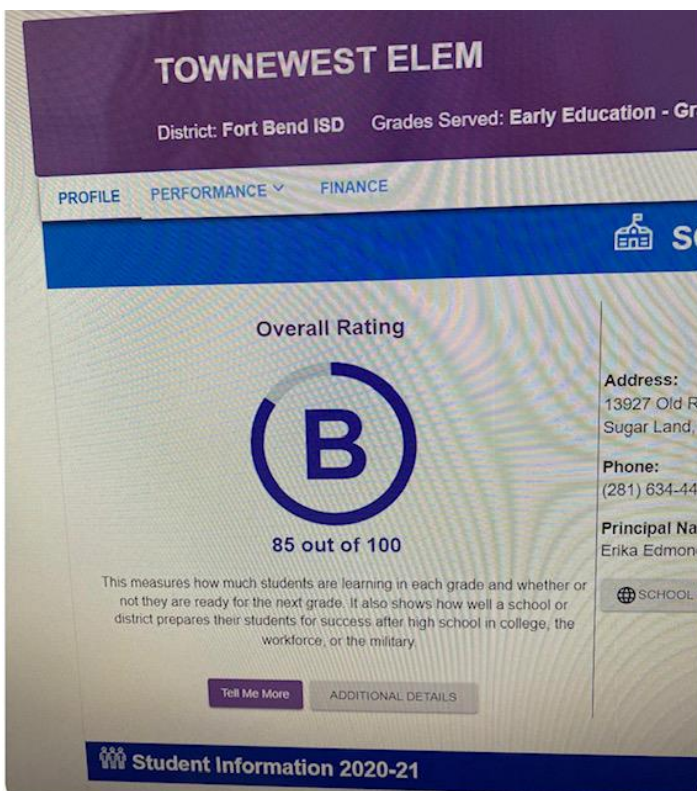 TOWNEWEST ELEM
District: Fort Bend ISD Grades Served: Early Education -
PROFILE PERFORMANCE FINANCE
Overall Rating
B
85 out of 100
This measures how much students are learning in each grade and whether or
not they are ready for the next grade. It also shows how well a school or
district prepares their students for success after high school in college, the
workforce, or the military.
Tell Me More ADDITIONAL DETAILS
Address:
13927 Old
Sugar Land,
Phone:
(281) 634-44
Principal
Erika
SCHOOL
Student Information 2020-21